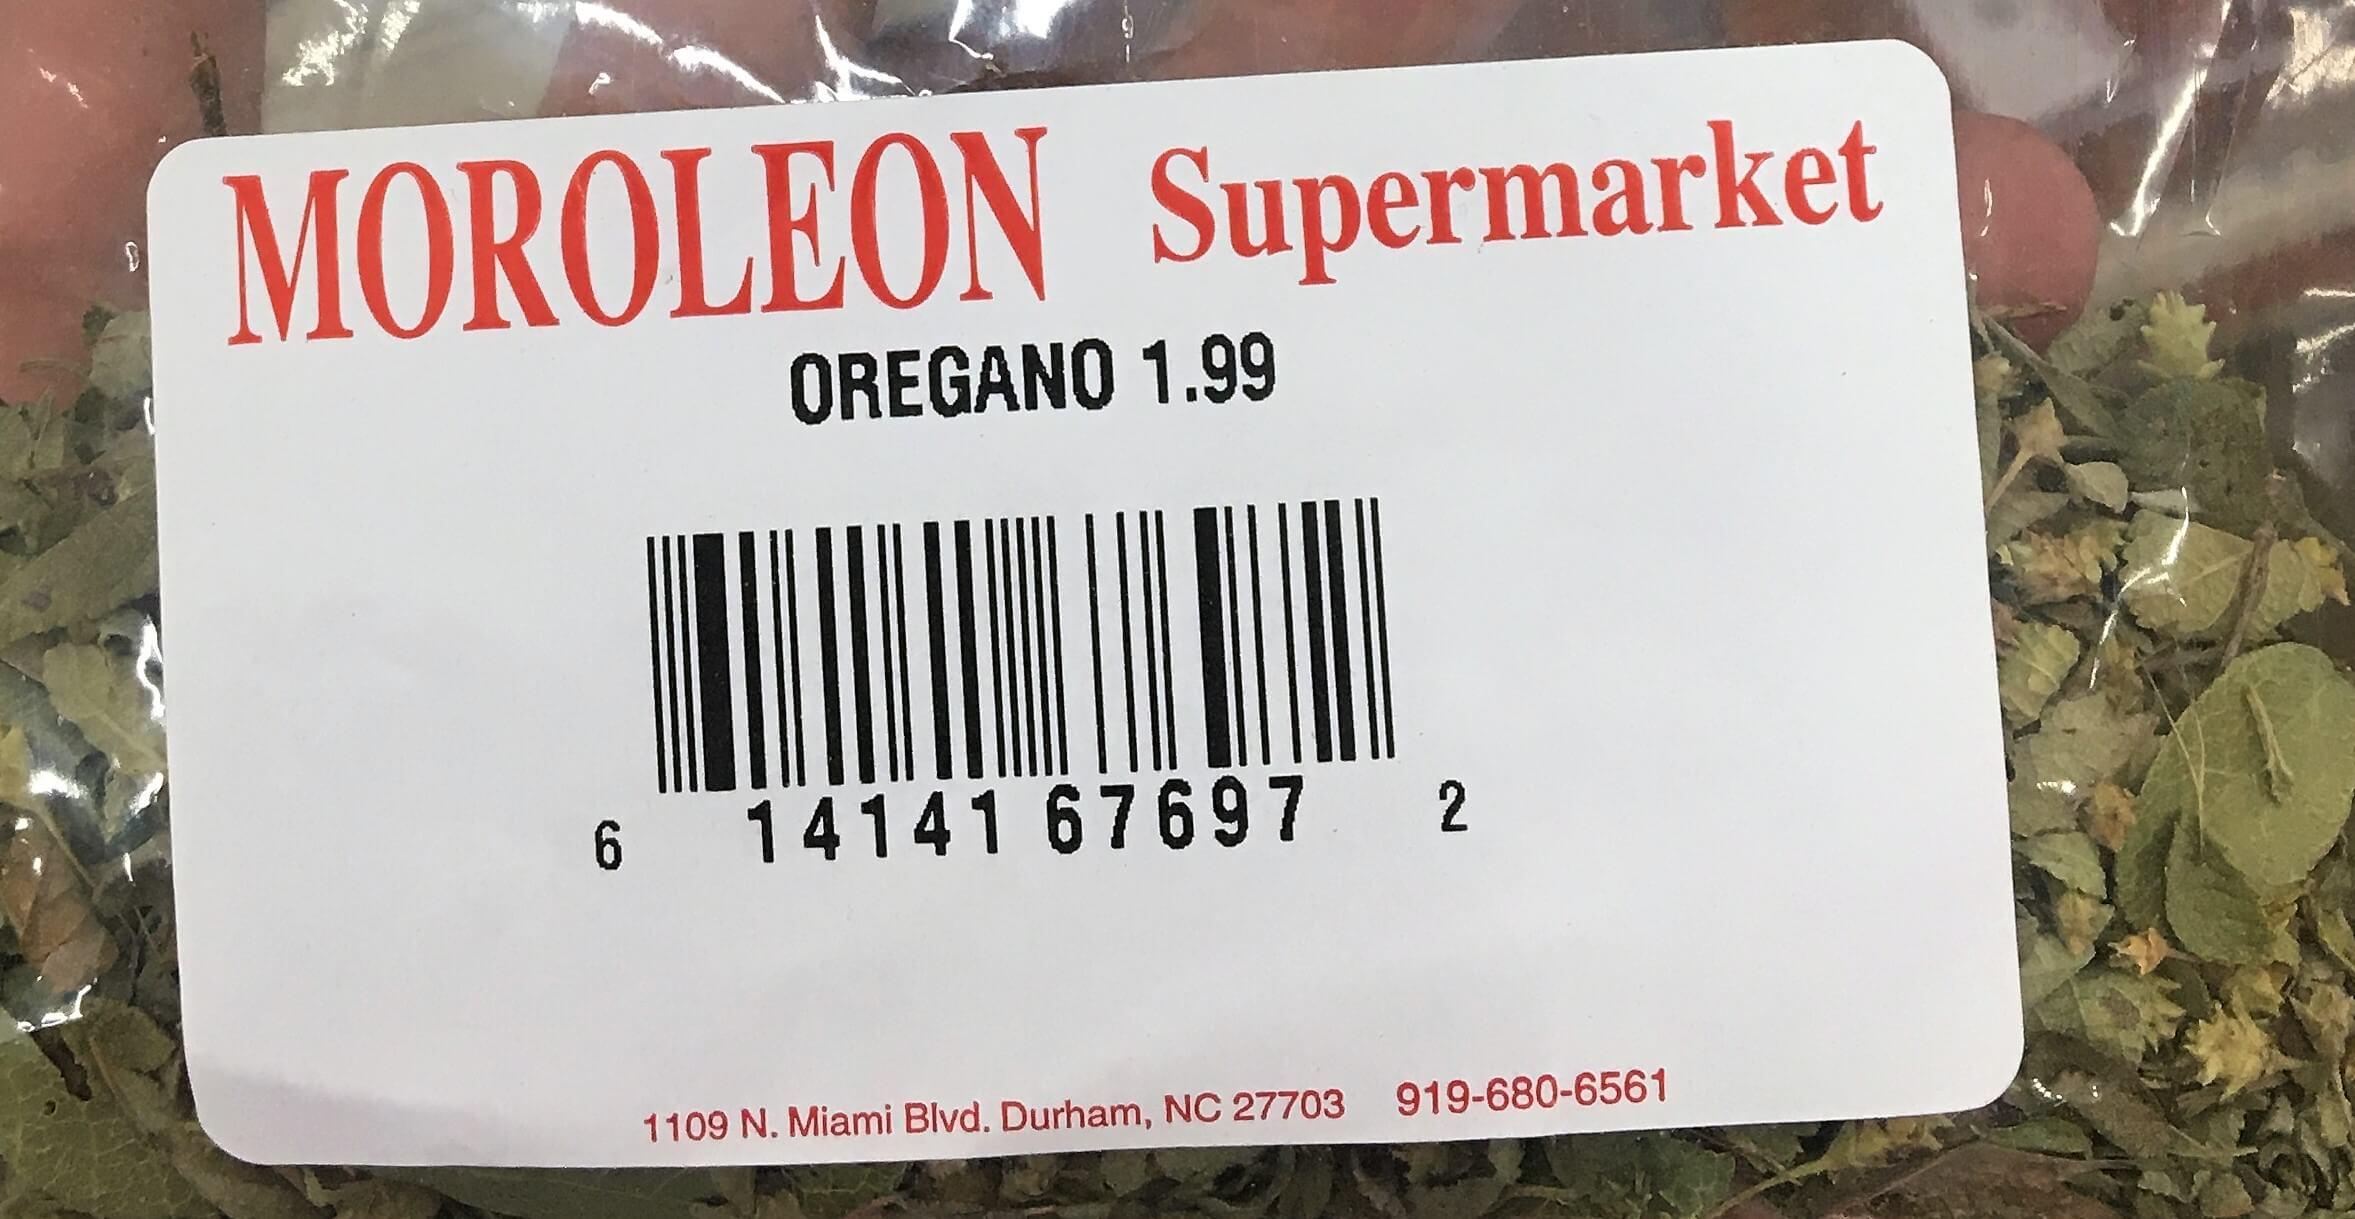 MOROLEON Supermarket
OREGANO 1.99
6 14141 67697 2
1109 N. Miami Blvd. Durham, NC 27703 919-680-6561